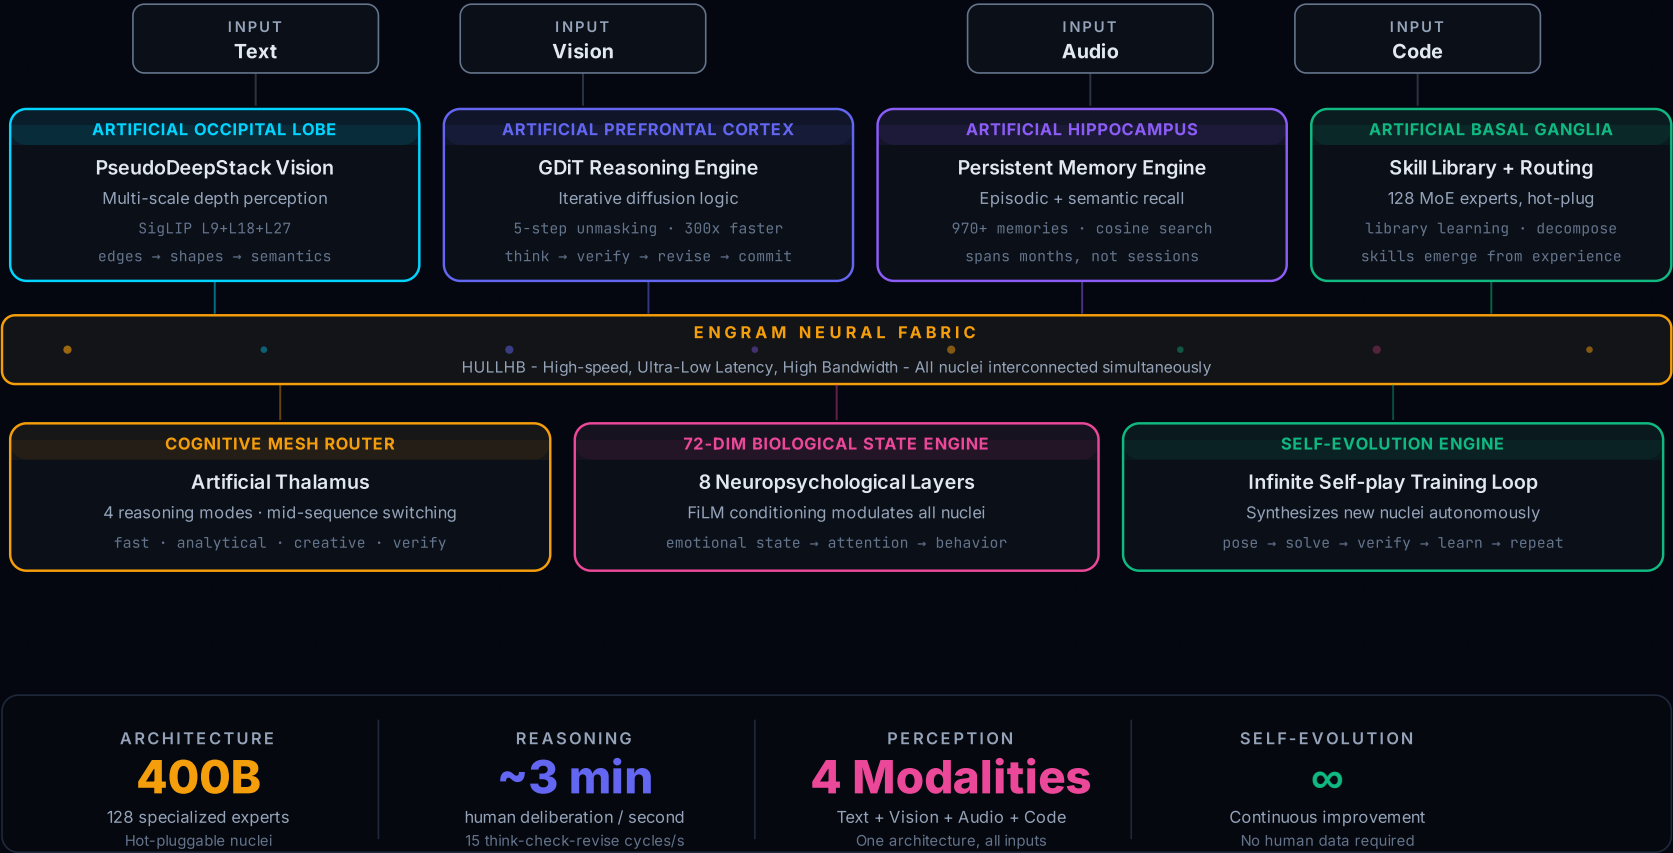 INPUT
Text
INPUT
Vision
INPUT
Audio
INPUT
Code
ARTIFICIAL OCCIPITAL LOBE
PseudoDeepStack Vision
Multi-scale depth perception
SigLIP L9+L18+L27
edges → shapes → semantics
ARTIFICIAL PREFRONTAL CORTEX
GDiT Reasoning Engine
Iterative diffusion logic
5-step unmasking · 300x faster
think → verify → revise → commit
ARTIFICIAL HIPPOCAMPUS
Persistent Memory Engine
Episodic + semantic recall
970+ memories · cosine search
spans months, not sessions
ARTIFICIAL BASAL GANGLIA
Skill Library + Routing
128 MoE experts, hot-plug
library learning · decompose
skills emerge from experience
ENGRAM NEURAL FABRIC
HULLHB - High-speed, Ultra-Low Latency, High Bandwidth - All nuclei interconnected simultaneously
COGNITIVE MESH ROUTER
Artificial Thalamus
4 reasoning modes · mid-sequence switching
fast · analytical · creative · verify
72-DIM BIOLOGICAL STATE ENGINE
8 Neuropsychological Layers
FiLM conditioning modulates all nuclei
emotional state → attention → behavior
SELF-EVOLUTION ENGINE
Infinite Self-play Training Loop
Synthesizes new nuclei autonomously
pose → solve → verify → learn → repeat
ARCHITECTURE
400B
128 specialized experts
Hot-pluggable nuclei
REASONING
~3 min
human deliberation / second
15 think-check-revise cycles/s
PERCEPTION
4 Modalities
Text + Vision + Audio + Code
One architecture, all inputs
SELF-EVOLUTION
∞
Continuous improvement
No human data required